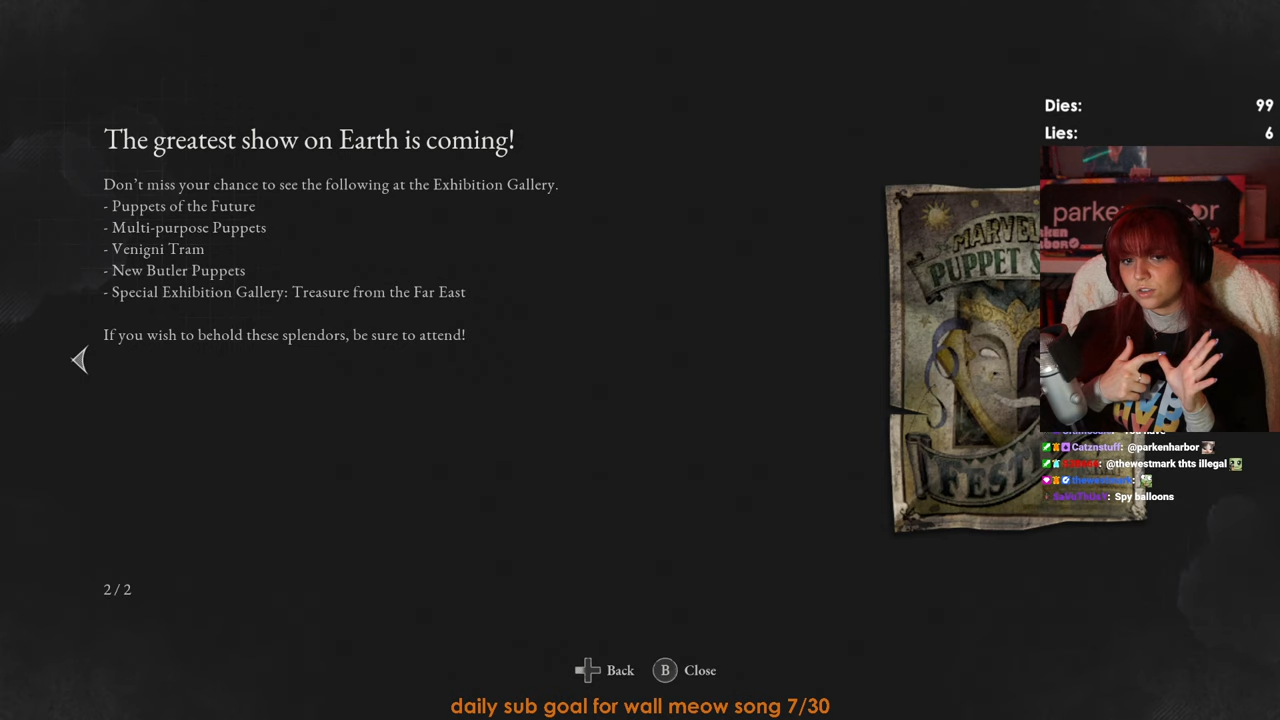 Dies: 99
Lies: 6
The greatest show on Earth is coming!
Don't miss your chance to see the following at the Exhibition Gallery.
- Puppets of the Future
- Multi-purpose Puppets
- Venigni Tram
- New Butler Puppets
- Special Exhibition Gallery: Treasure from the Far East
If you wish to behold these splendors, be sure to attend!
PUPPET
Catznstuff: @parkenharbor
: @thewestmark thts illegal
thewestmark:
: Spy balloons
2 / 2
Back
B Close
daily sub goal for wall meow song 7/30